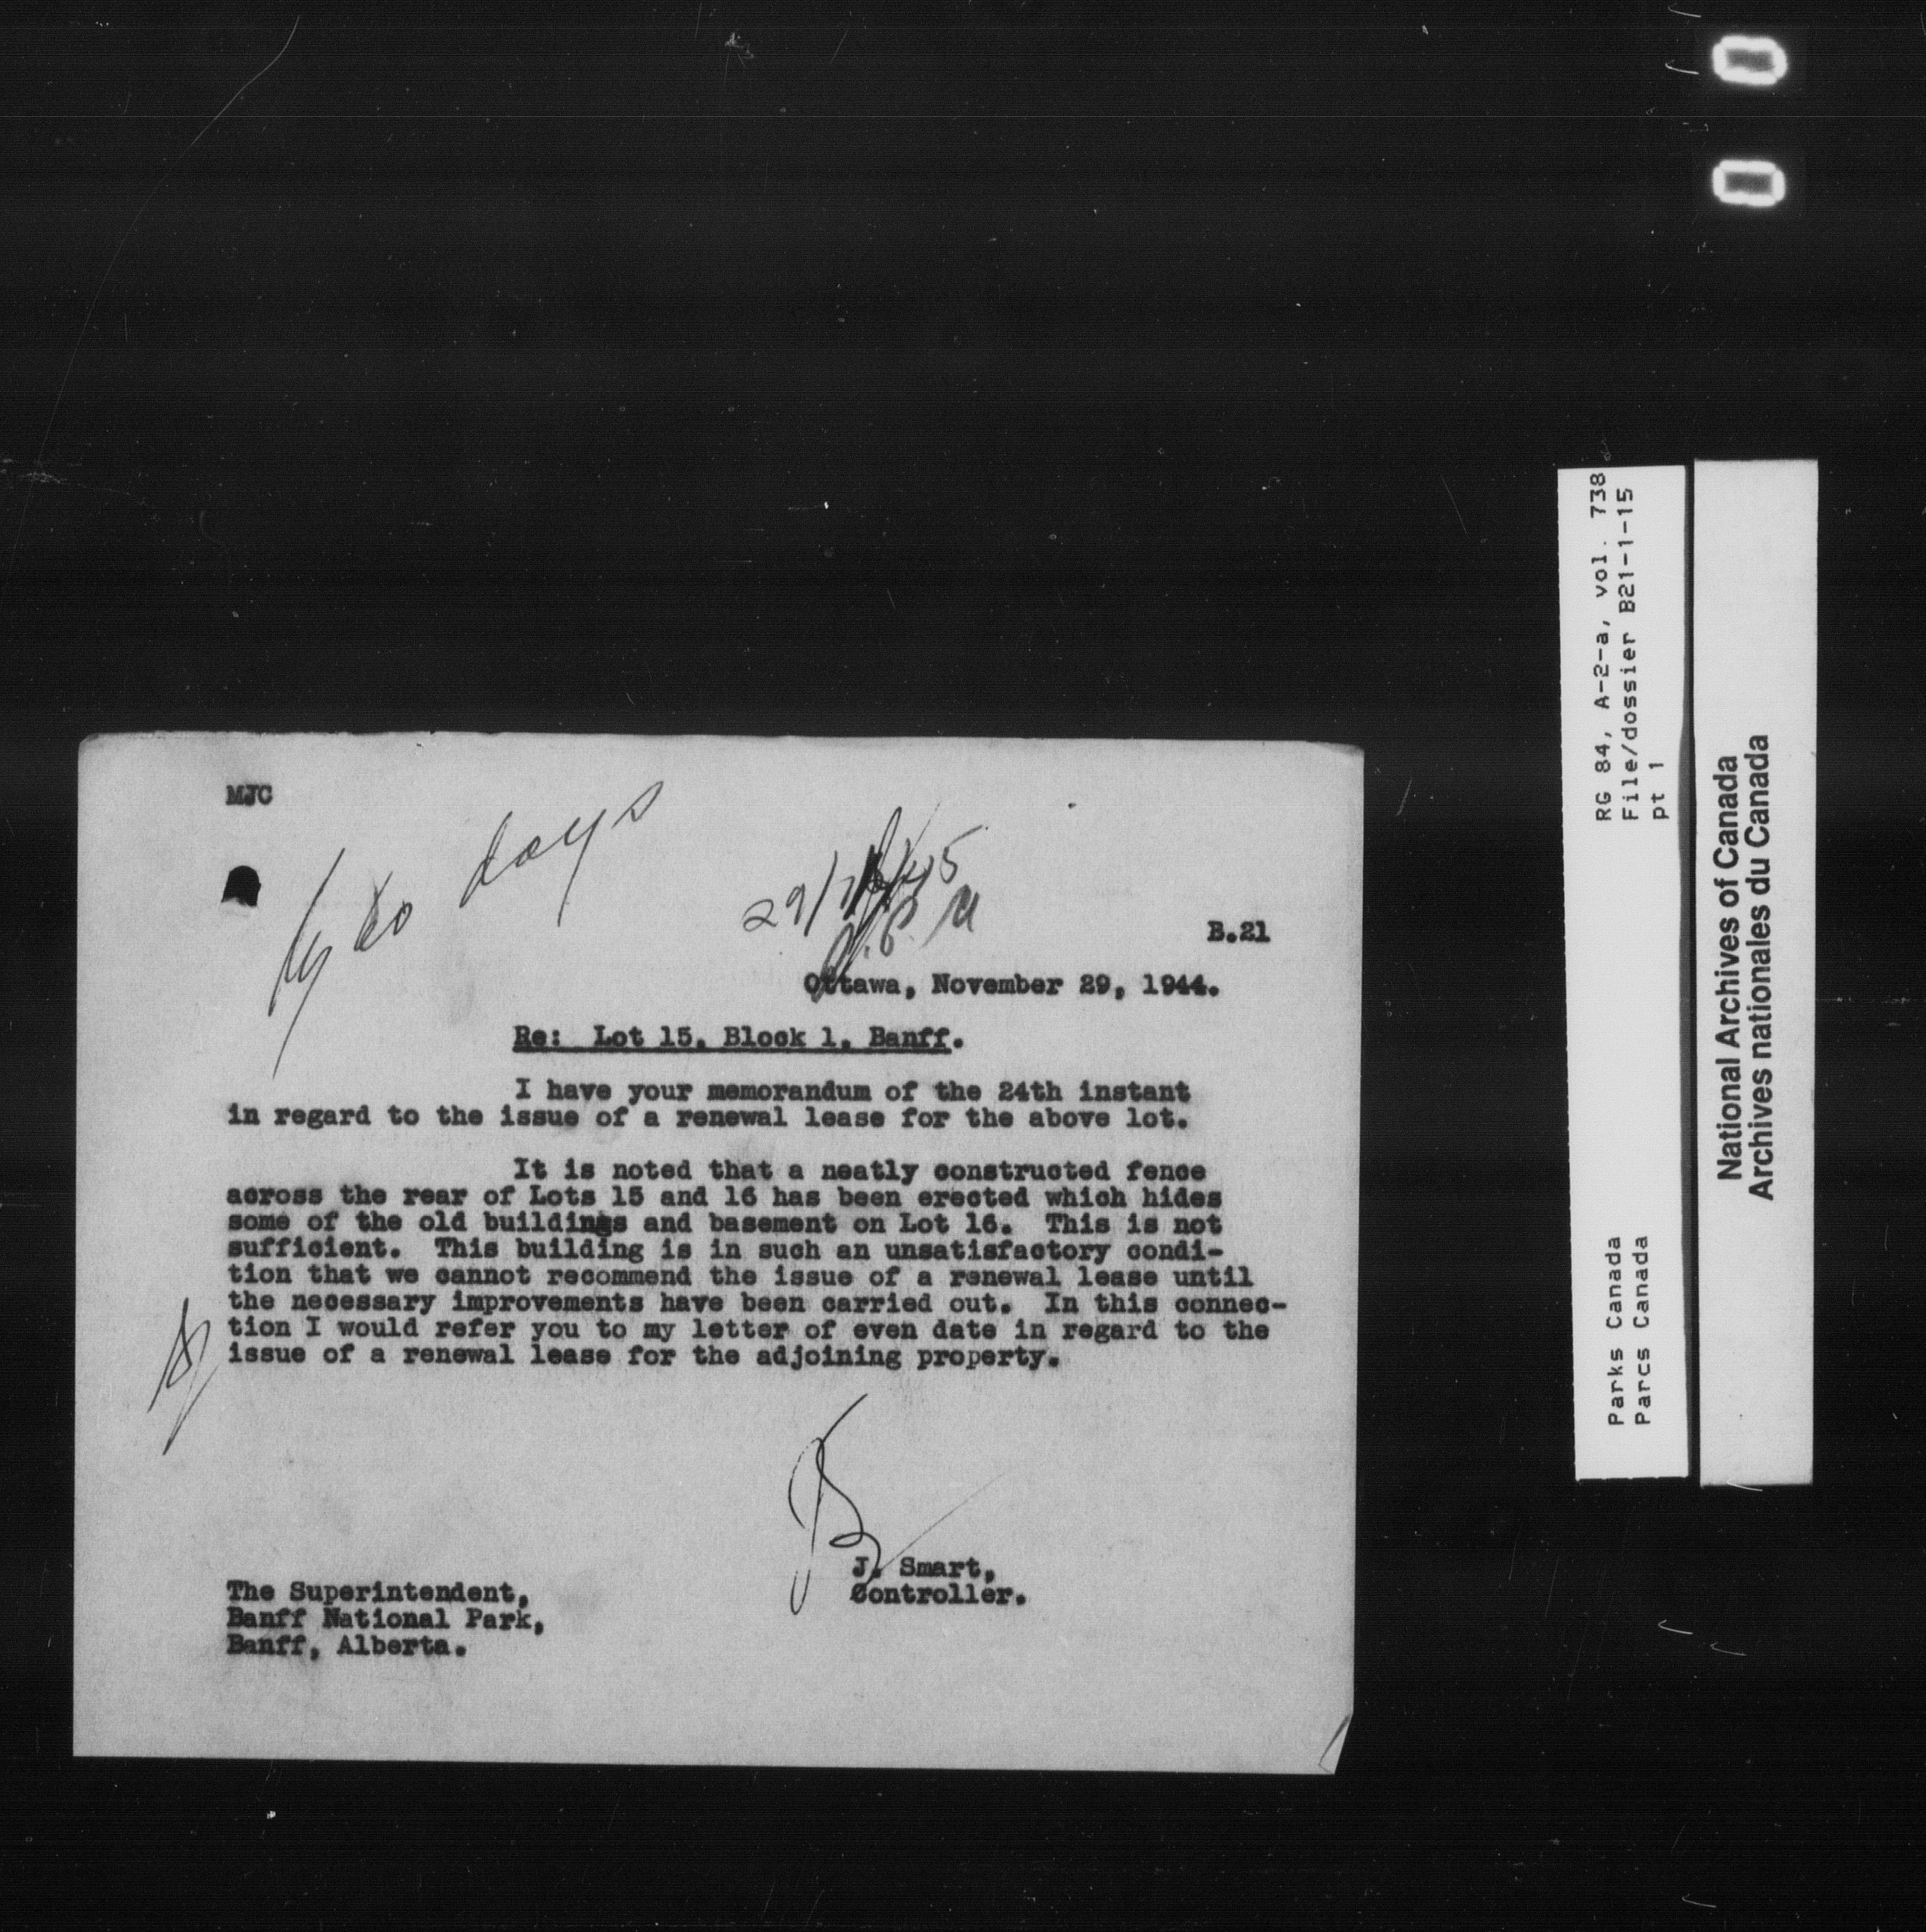 MJC
60 days
29/
B.21
Ottawa, November 29, 1944.
Re: Lot 15, Block 1, Banff.
I have your memorandum of the 24th instant
in regard to the issue of a renewal lease for the above lot.
It is noted that a neatly constructed fence
across the rear of Lots 15 and 16 has been erected which hides
some of the old buildings and basement on Lot 16. This is not
sufficient. This building is in such an unsatisfactory condi-
tion that we cannot recommend the issue of a renewal lease until
the necessary improvements have been carried out. In this connec-
tion I would refer you to my letter of even date in regard to the
issue of a renewal lease for the adjoining property.
J. Smart,
Controller.
The Superintendent,
Banff National Park,
Banff, Alberta.
RG 84, A-2-a, vol. 738
File/dossier B21-1-15
pt 1
Parks Canada
Parcs Canada
National Archives of Canada
Archives nationales du Canada